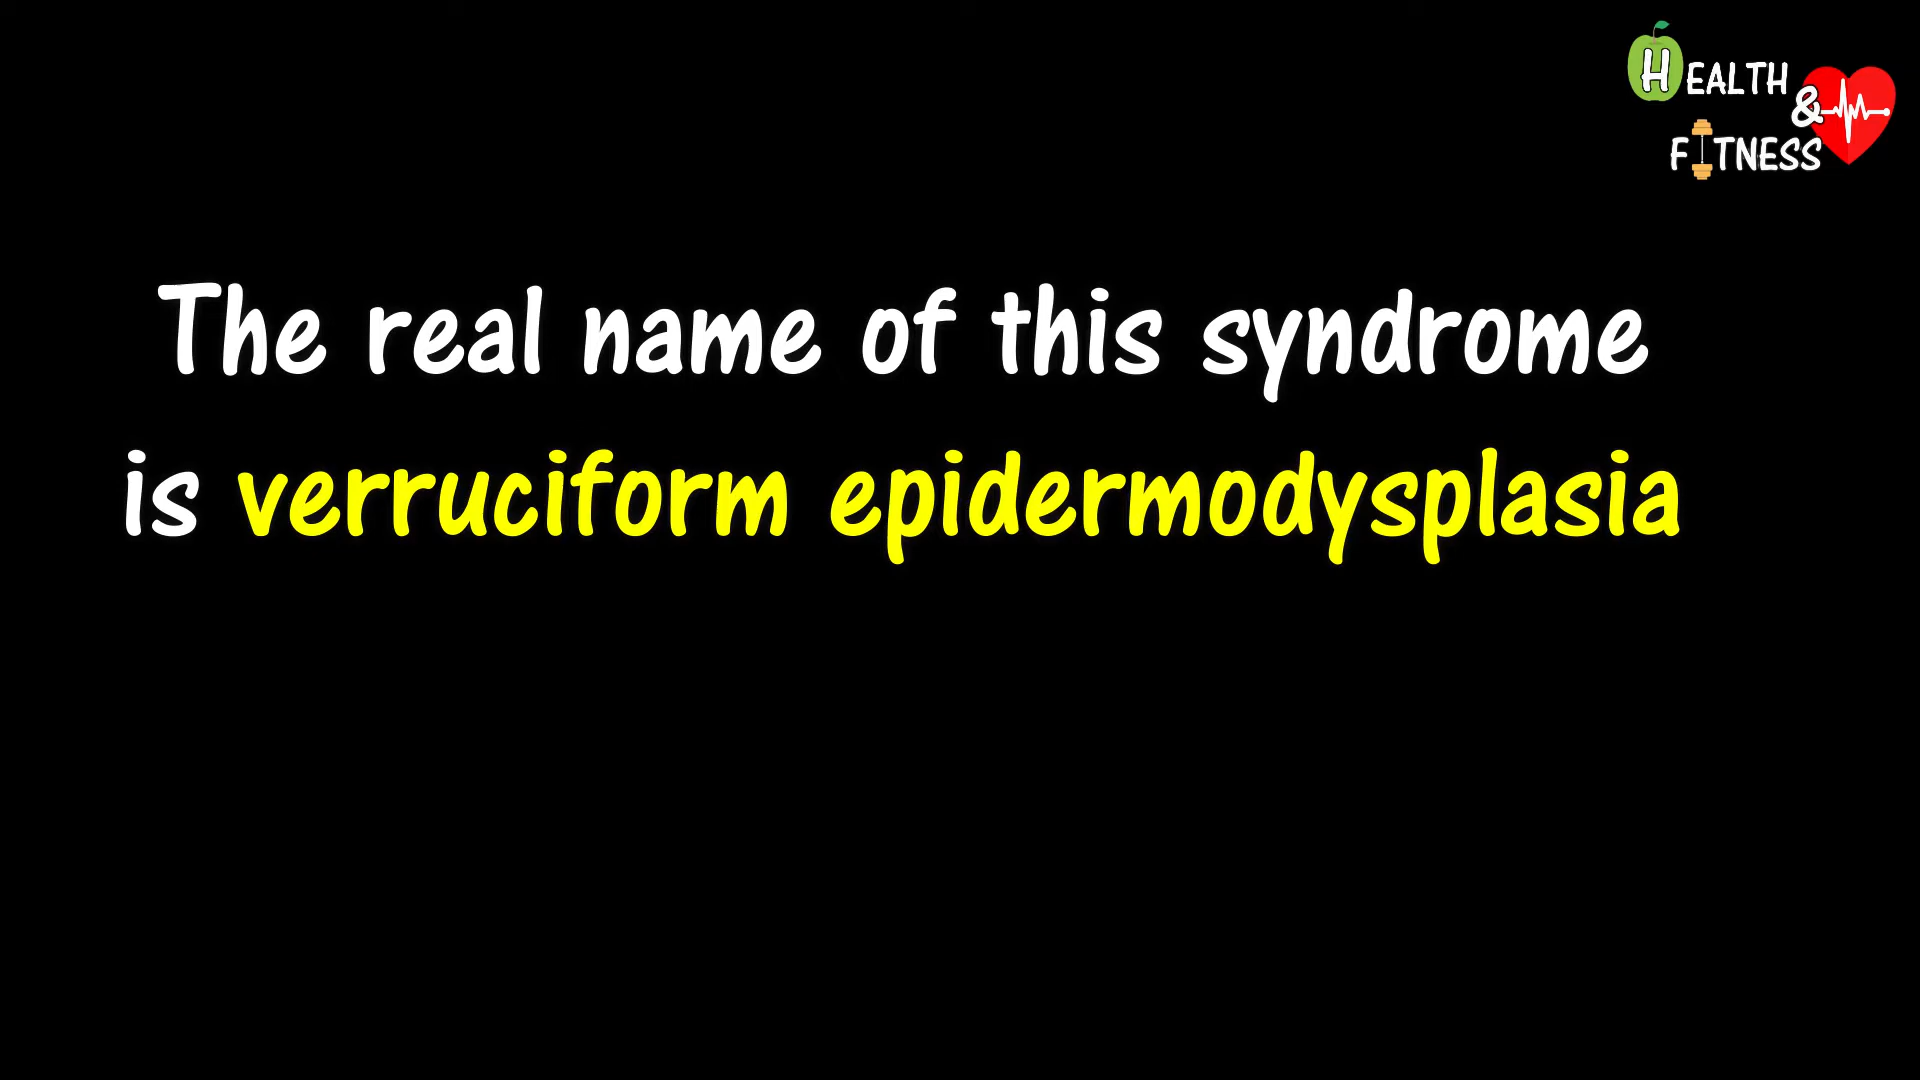 HEALTH
&
FITNESS
The real name of this syndrome
is verruciform epidermodysplasia